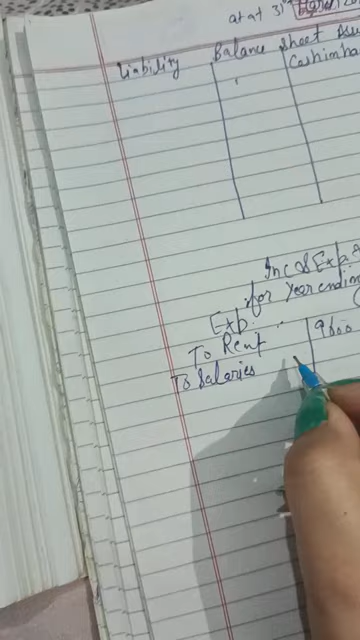 as at 31st March
Balance Sheet
Liability
Cash in ha
Inc & Exp. a
for year ending
Exp.
To Rent 9600
To Salaries